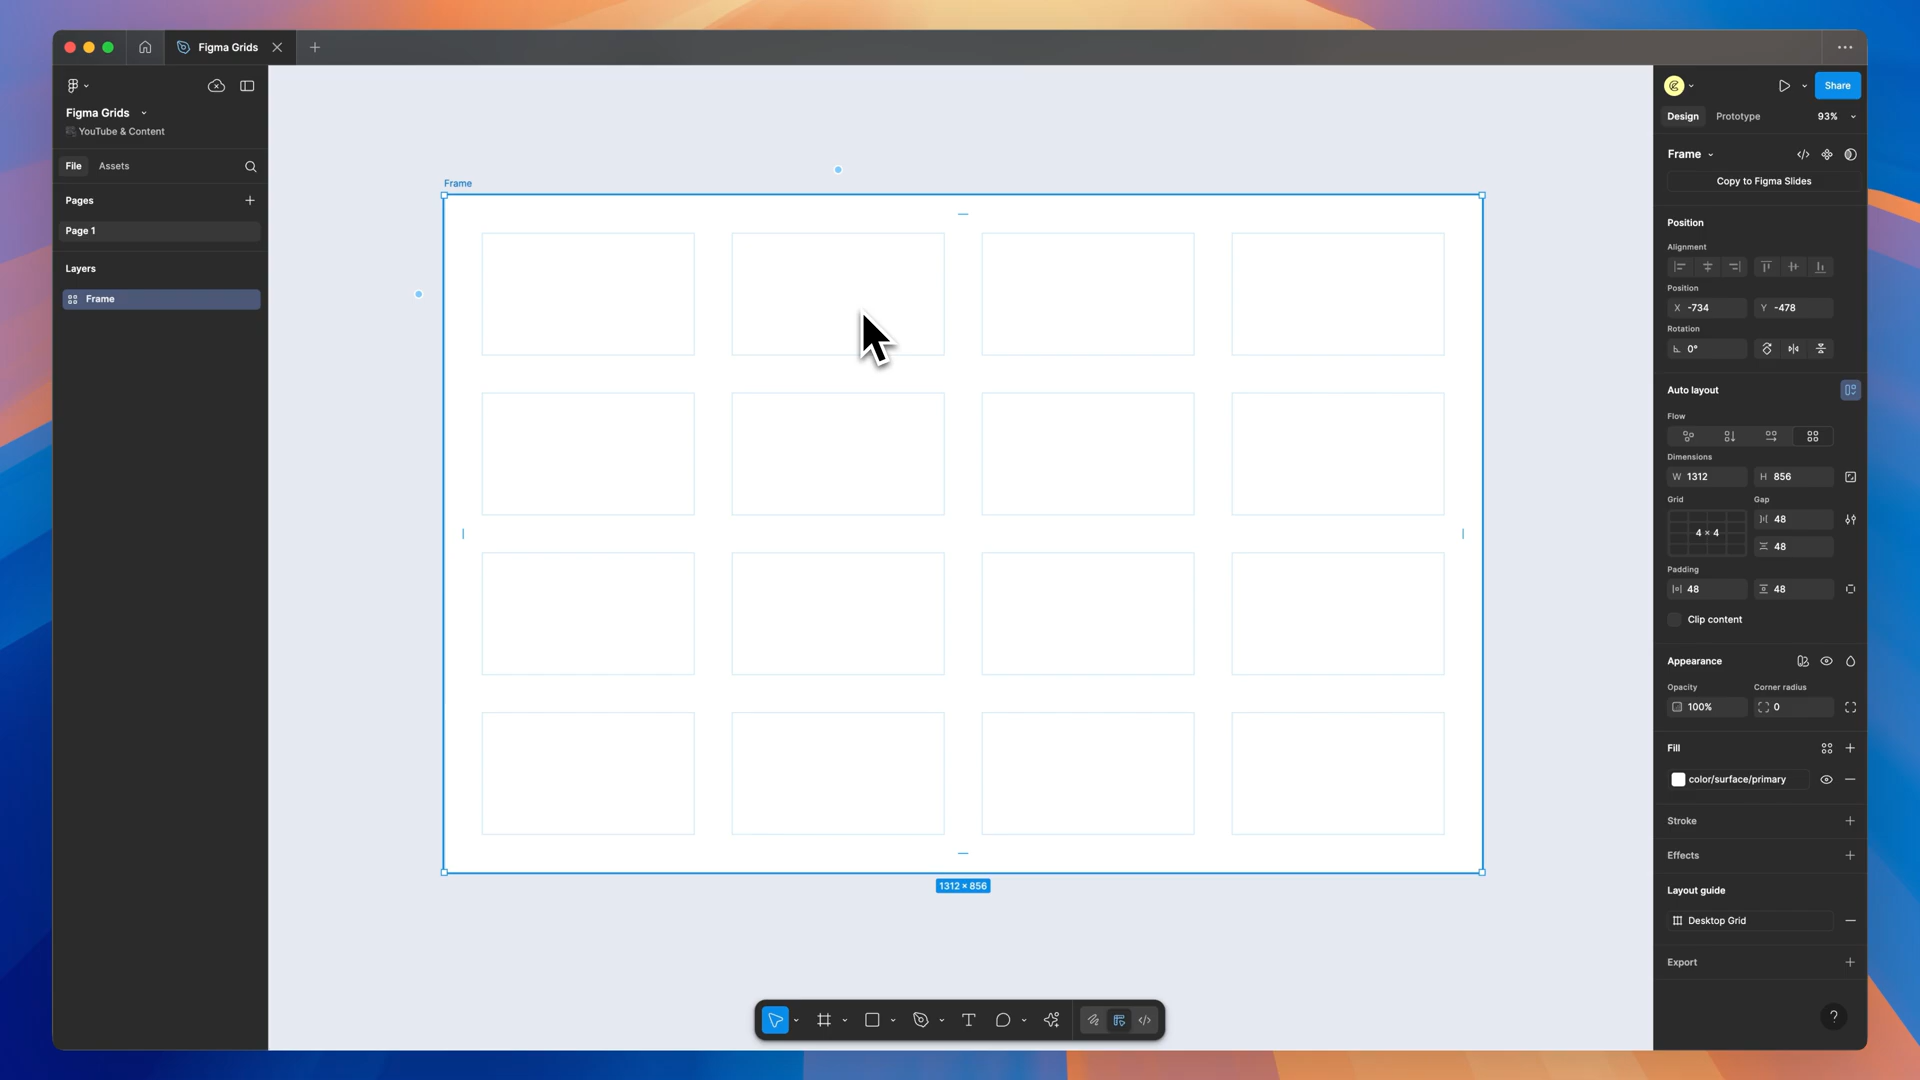 Figma Grids
Figma Grids
YouTube & Content
File
Assets
Pages
Page 1
Layers
Frame
Frame
1312 × 856
Share
Design
Prototype
93%
Frame
Copy to Figma Slides
Position
Alignment
Position
X -734
Y -478
Rotation
0°
Auto layout
Flow
Dimensions
W 1312
H 856
Grid
Gap
4 × 4
48
48
Padding
48
48
Clip content
Appearance
Opacity
Corner radius
100%
0
Fill
color/surface/primary
Stroke
Effects
Layout guide
Desktop Grid
Export
?